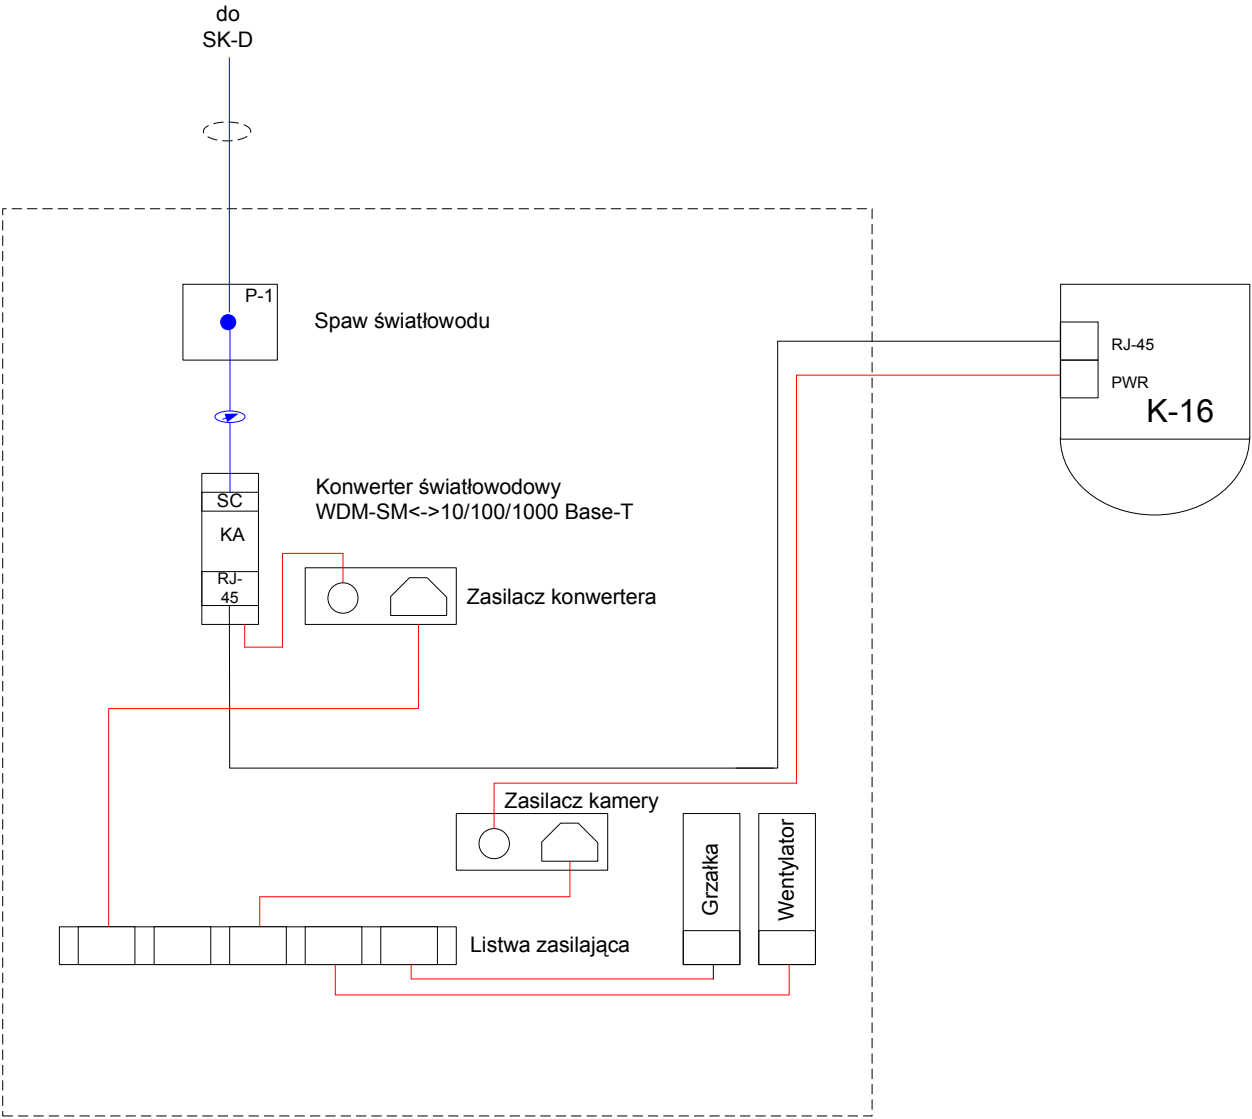 do
SK-D
P-1
Spaw światłowodu
RJ-45
PWR
K-16
SC
KA
RJ-
45
Konwerter światłowodowy
WDM-SM<->10/100/1000 Base-T
Zasilacz konwertera
Zasilacz kamery
Grzałka
Wentylator
Listwa zasilająca